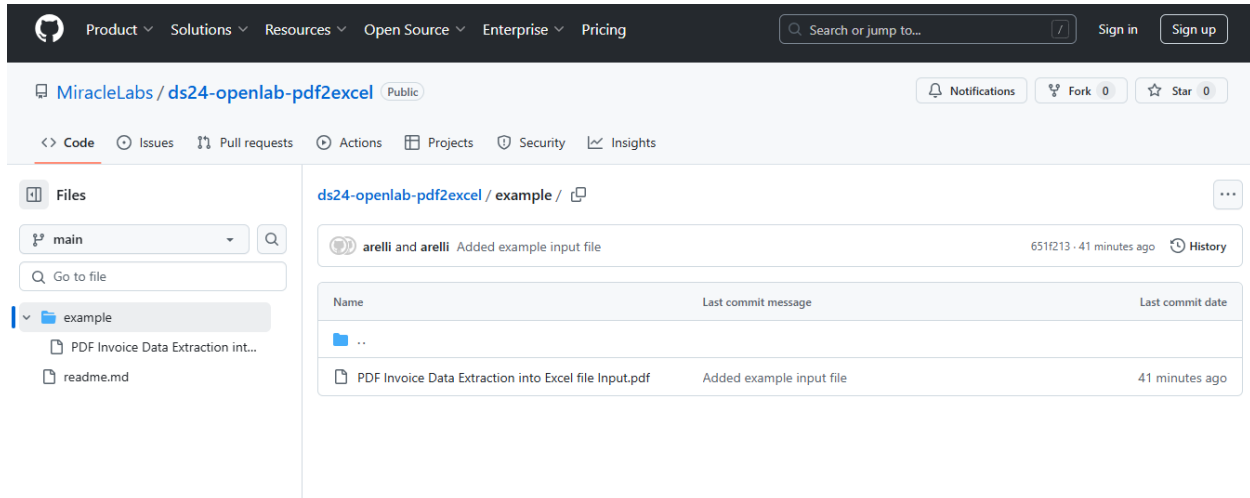 Product Solutions Resources Open Source Enterprise Pricing Search or jump to... / Sign in Sign up
MiracleLabs / ds24-openlab-pdf2excel Public Notifications Fork 0 Star 0
<> Code Issues Pull requests Actions Projects Security Insights
Files ds24-openlab-pdf2excel / example / ...
main arelli and arelli Added example input file 651f213 · 41 minutes ago History
Go to file
Name Last commit message Last commit date
example
..
PDF Invoice Data Extraction int...
readme.md PDF Invoice Data Extraction into Excel file Input.pdf Added example input file 41 minutes ago